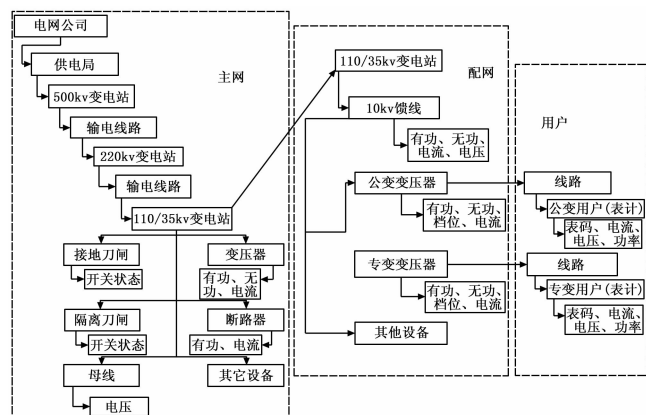 电网公司
供电局
主网
500kv变电站
输电线路
220kv变电站
输电线路
110/35kv变电站
接地刀闸
变压器
开关状态
有功、无
功、电流
隔离刀闸
断路器
开关状态
有功、电流
母线
其它设备
电压
110/35kv变电站
配网
10kv馈线
有功、无功、
电流、电压
公变变压器
有功、无功、
档位、电流
专变变压器
有功、无功、
档位、电流
其他设备
用户
线路
公变用户(表计)
表码、电流、
电压、功率
线路
专变用户(表计)
表码、电流、
电压、功率